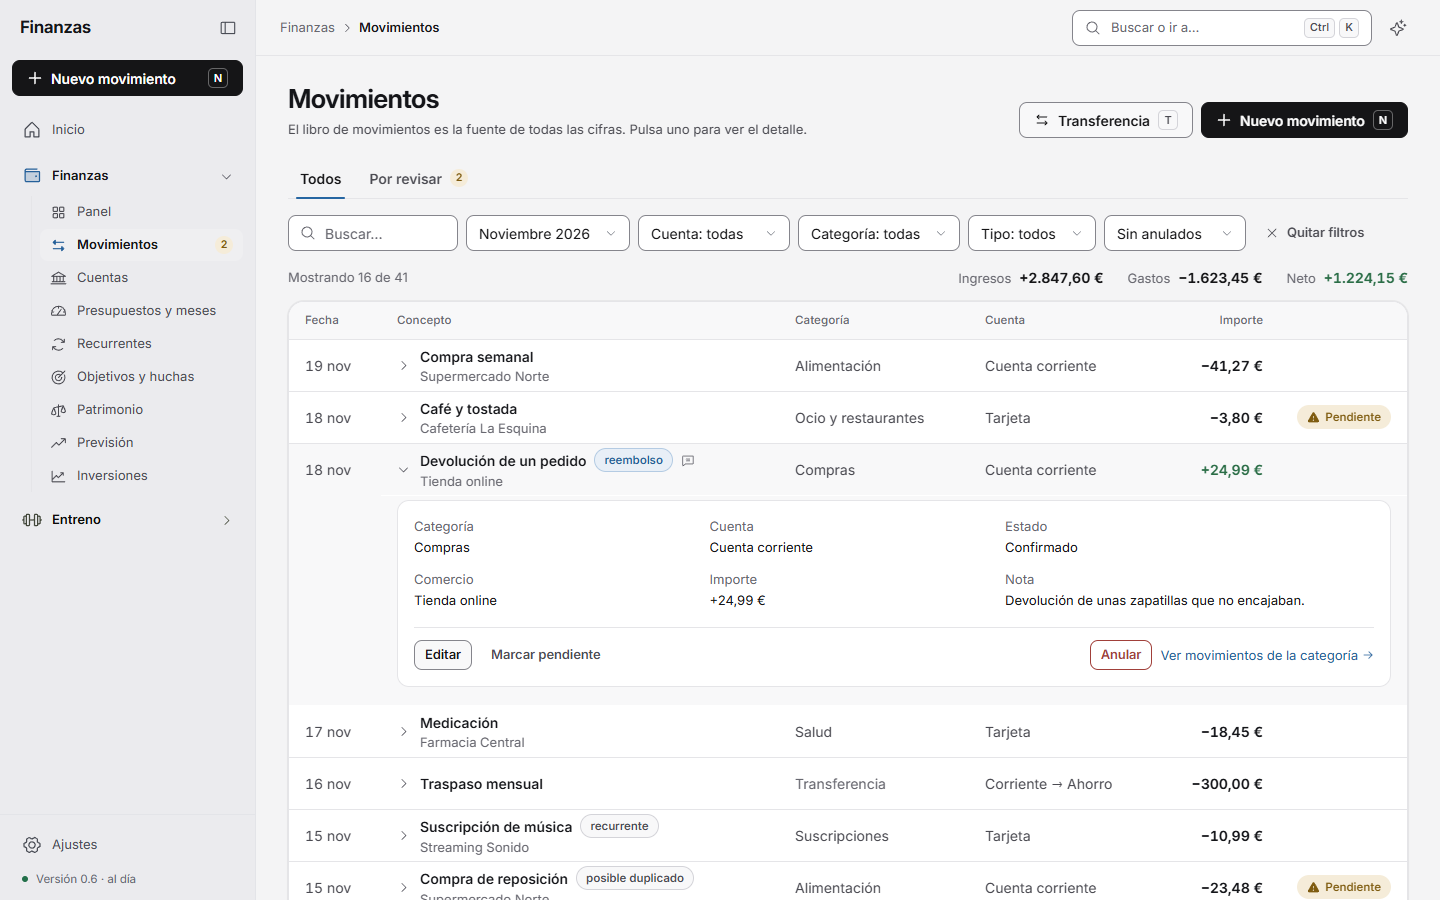 Finanzas
Nuevo movimiento N
Inicio
Finanzas
Panel
Movimientos 2
Cuentas
Presupuestos y meses
Recurrentes
Objetivos y huchas
Patrimonio
Previsión
Inversiones
Entreno
Ajustes
Versión 0.6 · al día
Finanzas > Movimientos
Buscar o ir a... Ctrl K
Movimientos
El libro de movimientos es la fuente de todas las cifras. Pulsa uno para ver el detalle.
Transferencia T
Nuevo movimiento N
Todos
Por revisar 2
Buscar...
Noviembre 2026
Cuenta: todas
Categoría: todas
Tipo: todos
Sin anulados
Quitar filtros
Mostrando 16 de 41
Ingresos +2.847,60 € Gastos −1.623,45 € Neto +1.224,15 €
Fecha Concepto Categoría Cuenta Importe
19 nov Compra semanal Alimentación Cuenta corriente −41,27 €
Supermercado Norte
18 nov Café y tostada Ocio y restaurantes Tarjeta −3,80 € Pendiente
Cafetería La Esquina
18 nov Devolución de un pedido reembolso Compras Cuenta corriente +24,99 €
Tienda online
Categoría Cuenta Estado
Compras Cuenta corriente Confirmado
Comercio Importe Nota
Tienda online +24,99 € Devolución de unas zapatillas que no encajaban.
Editar Marcar pendiente Anular Ver movimientos de la categoría →
17 nov Medicación Salud Tarjeta −18,45 €
Farmacia Central
16 nov Traspaso mensual Transferencia Corriente → Ahorro −300,00 €
15 nov Suscripción de música recurrente Suscripciones Tarjeta −10,99 €
Streaming Sonido
15 nov Compra de reposición posible duplicado Alimentación Cuenta corriente −23,48 € Pendiente
Supermercado Norte